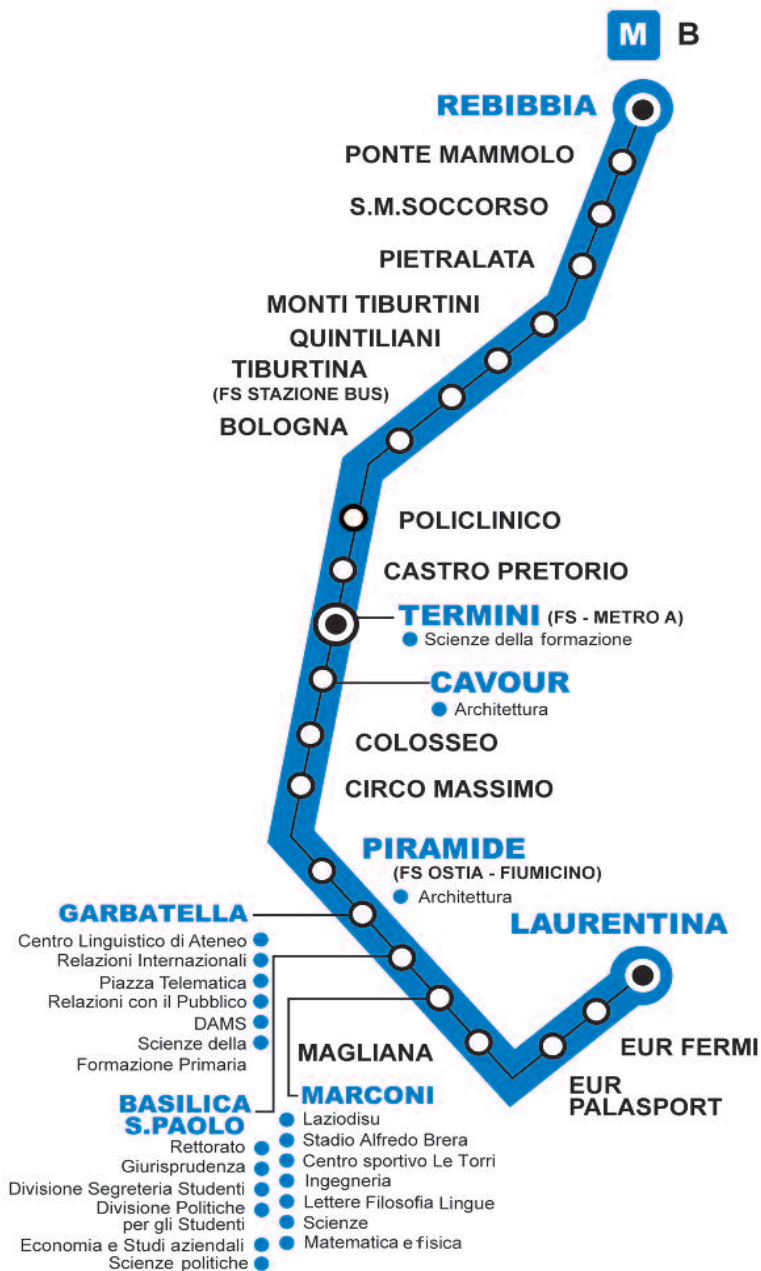 M B
REBIBBIA
PONTE MAMMOLO
S.M.SOCCORSO
PIETRALATA
MONTI TIBURTINI
QUINTILIANI
TIBURTINA
(FS STAZIONE BUS)
BOLOGNA
POLICLINICO
CASTRO PRETORIO
TERMINI (FS - METRO A)
Scienze della formazione
CAVOUR
Architettura
COLOSSEO
CIRCO MASSIMO
PIRAMIDE
(FS OSTIA - FIUMICINO)
Architettura
GARBATELLA
Centro Linguistico di Ateneo
Relazioni Internazionali
Piazza Telematica
Relazioni con il Pubblico
DAMS
Scienze della
Formazione Primaria
BASILICA
S.PAOLO
Rettorato
Giurisprudenza
Divisione Segreteria Studenti
Divisione Politiche
per gli Studenti
Economia e Studi aziendali
Scienze politiche
MARCONI
Laziodisu
Stadio Alfredo Brera
Centro sportivo Le Torri
Ingegneria
Lettere Filosofia Lingue
Scienze
Matematica e fisica
MAGLIANA
EUR
PALASPORT
EUR FERMI
LAURENTINA